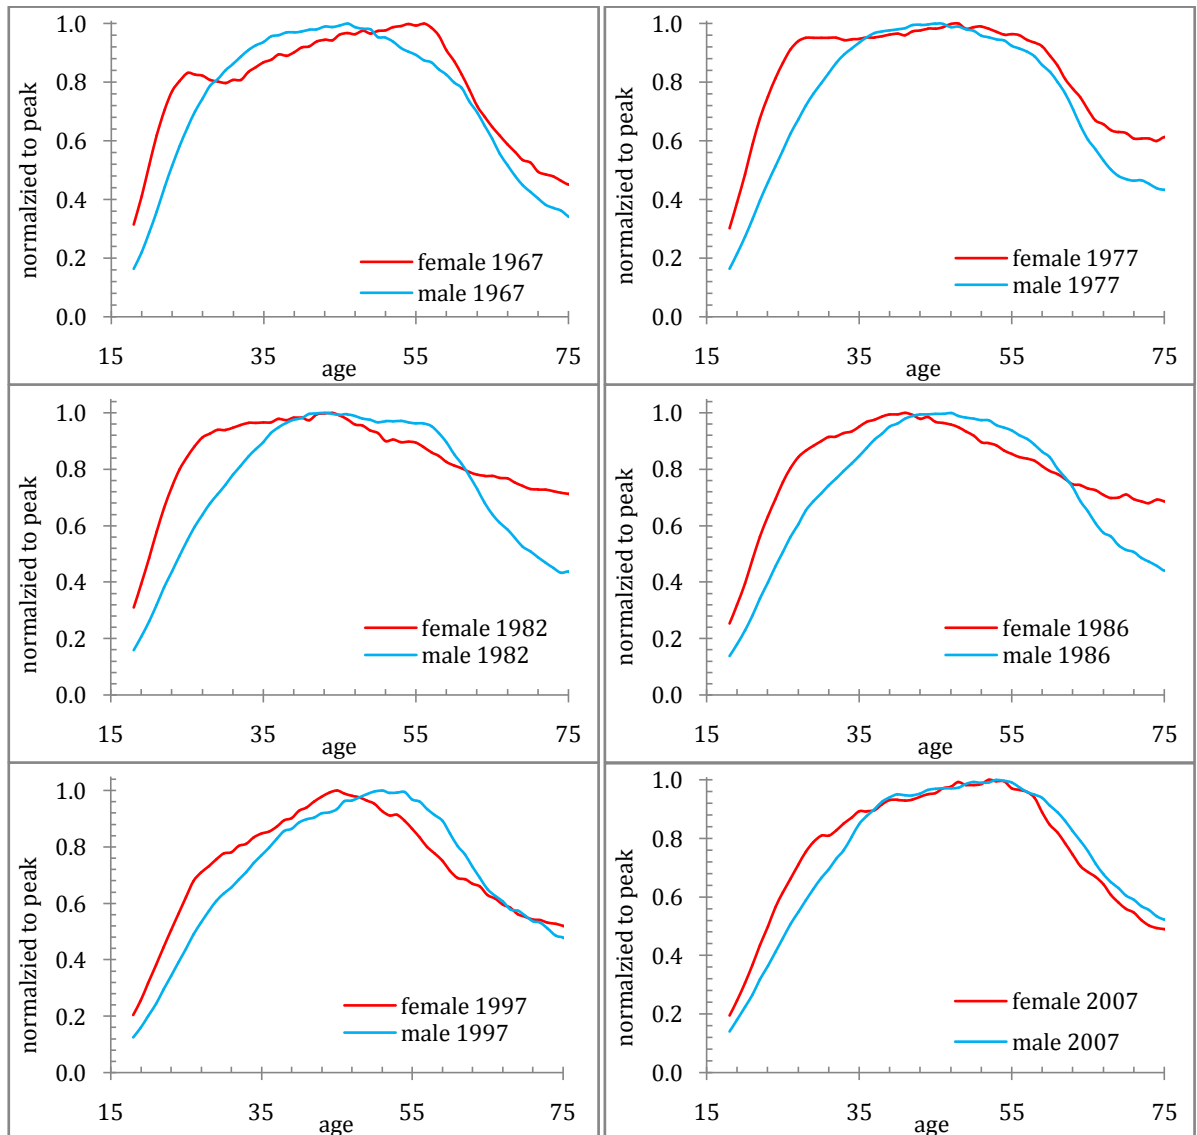 normalzied to peak
1.0
0.8
0.6
0.4
0.2
0.0
female 1967
male 1967
15 35 55 75
age
normalzied to peak
1.0
0.8
0.6
0.4
0.2
0.0
female 1977
male 1977
15 35 55 75
age
normalzied to peak
1.0
0.8
0.6
0.4
0.2
0.0
female 1982
male 1982
15 35 55 75
age
normalzied to peak
1.0
0.8
0.6
0.4
0.2
0.0
female 1986
male 1986
15 35 55 75
age
normalzied to peak
1.0
0.8
0.6
0.4
0.2
0.0
female 1997
male 1997
15 35 55 75
age
normalzied to peak
1.0
0.8
0.6
0.4
0.2
0.0
female 2007
male 2007
15 35 55 75
age